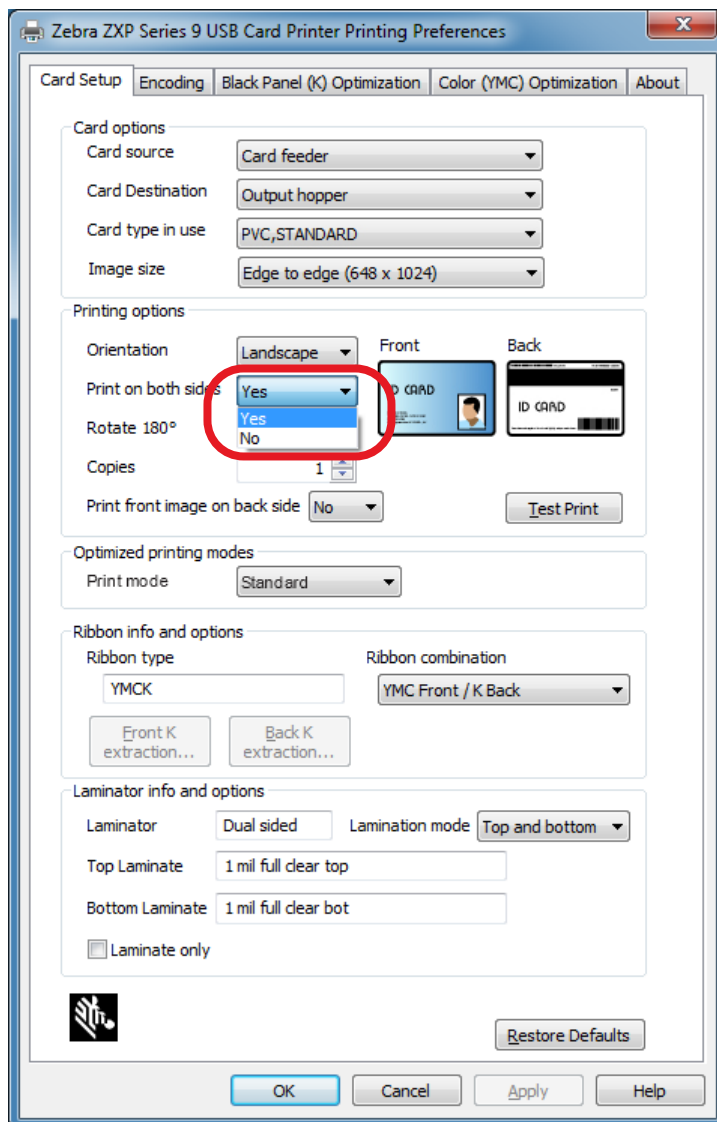 Zebra ZXP Series 9 USB Card Printer Printing Preferences
Card Setup Encoding Black Panel (K) Optimization Color (YMC) Optimization About
Card options
Card source Card feeder
Card Destination Output hopper
Card type in use PVC,STANDARD
Image size Edge to edge (648 x 1024)
Printing options
Orientation Landscape Front Back
Print on both sides Yes
ID CARD
ID CARD
Yes
Rotate 180°
No
Copies 1
Print front image on back side No Test Print
Optimized printing modes
Print mode Standard
Ribbon info and options
Ribbon type Ribbon combination
YMCK YMC Front / K Back
Front K Back K
extraction... extraction...
Laminator info and options
Laminator Dual sided Lamination mode Top and bottom
Top Laminate 1 mil full clear top
Bottom Laminate 1 mil full clear bot
Laminate only
Restore Defaults
OK Cancel Apply Help